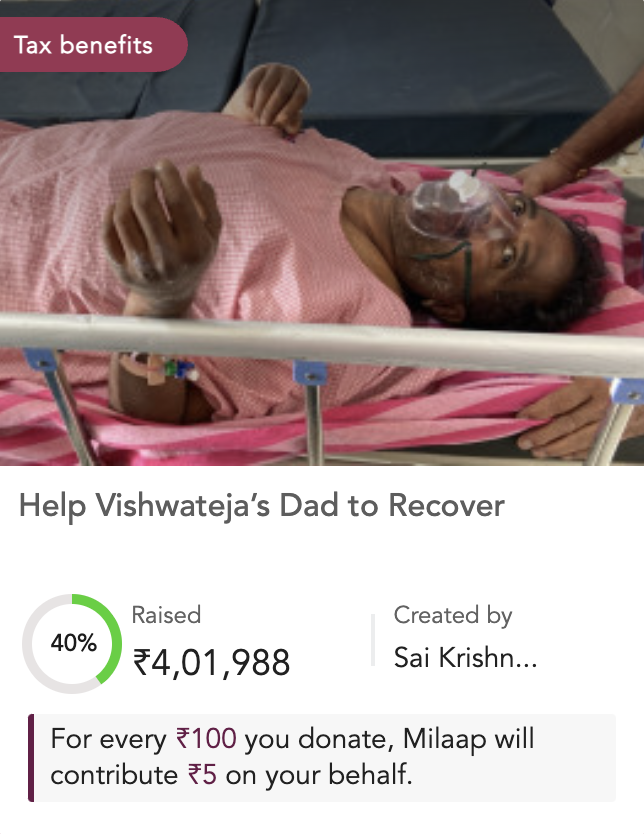 Tax benefits
Help Vishwateja’s Dad to Recover
40%
Raised
₹4,01,988
Created by
Sai Krishn...
For every ₹100 you donate, Milaap will
contribute ₹5 on your behalf.